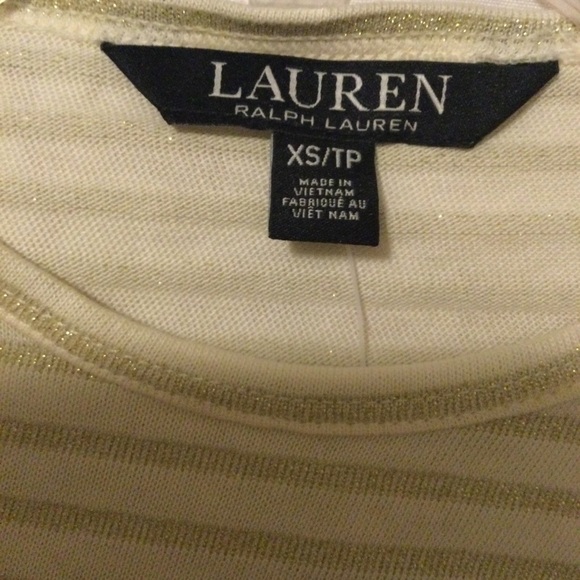 LAUREN
RALPH LAUREN
XS/TP
MADE IN
VIETNAM
FABRIQUÉ AU
VIÊT NAM